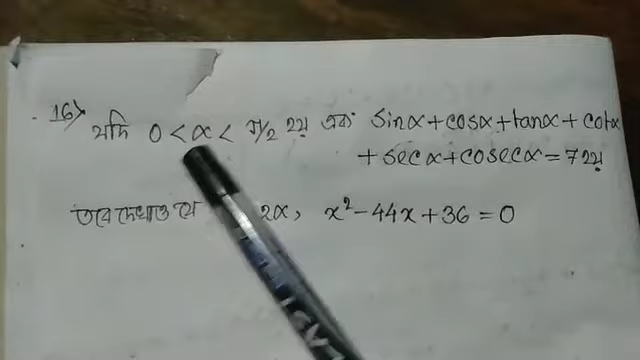 16) যদি 0 < α < π/2 হয় এবং sinα + cosα + tanα + cotα
+ secα + cosecα = 7 হয়
তবে দেখাও যে 2α, x² - 44x + 36 = 0